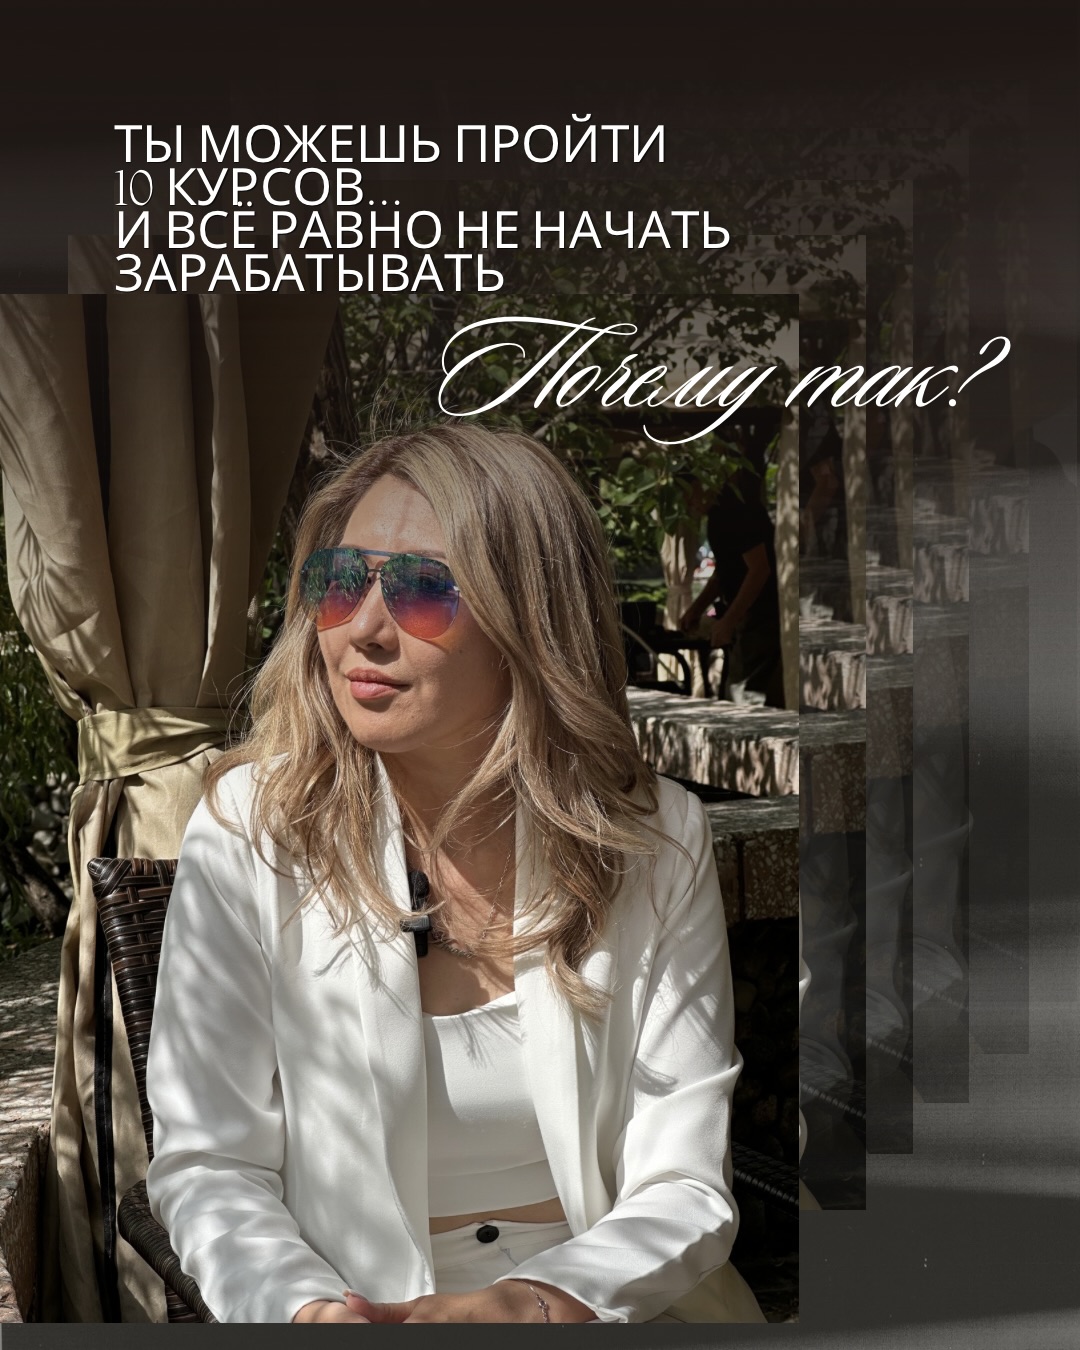 ТЫ МОЖЕШЬ ПРОЙТИ
10 КУРСОВ...
И ВСЁ РАВНО НЕ НАЧАТЬ
ЗАРАБАТЫВАТЬ
Почему так?